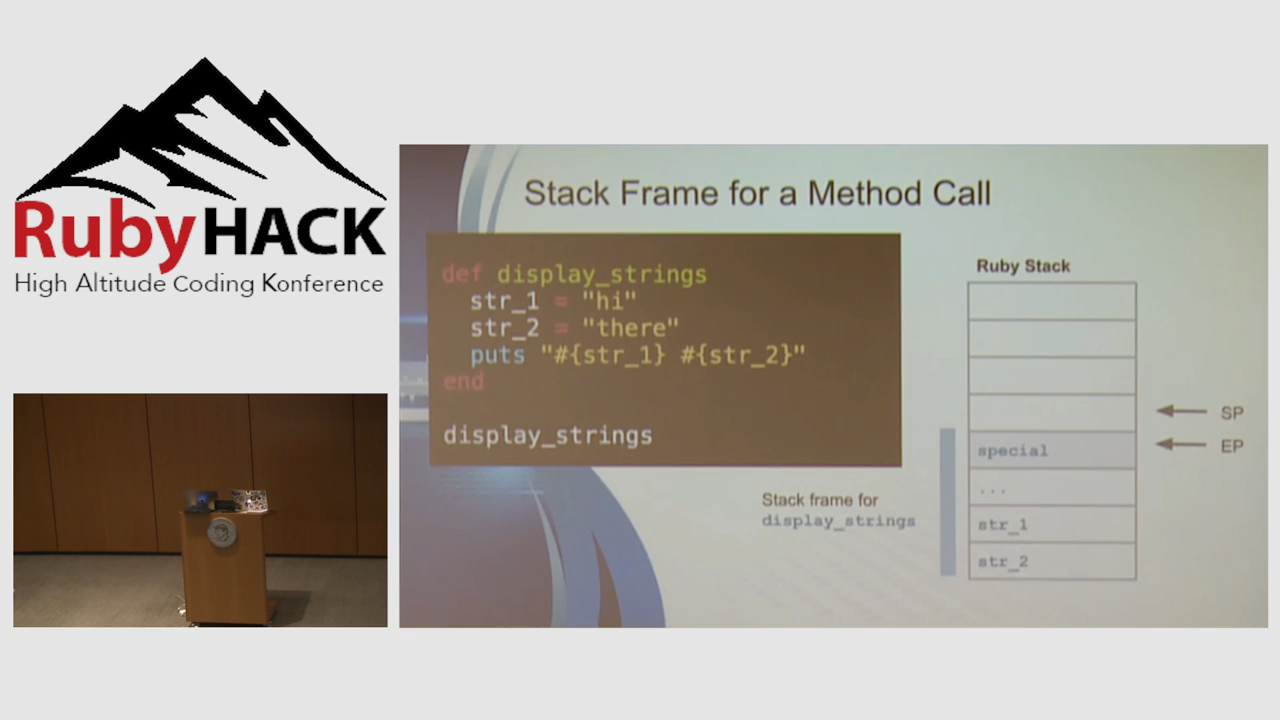 RubyHACK
High Altitude Coding Konference
Stack Frame for a Method Call
def display_strings
str_1 = "hi"
str_2 = "there"
puts "#{str_1} #{str_2}"
end
display_strings
Ruby Stack
SP
EP
special
...
str_1
str_2
Stack frame for
display_strings